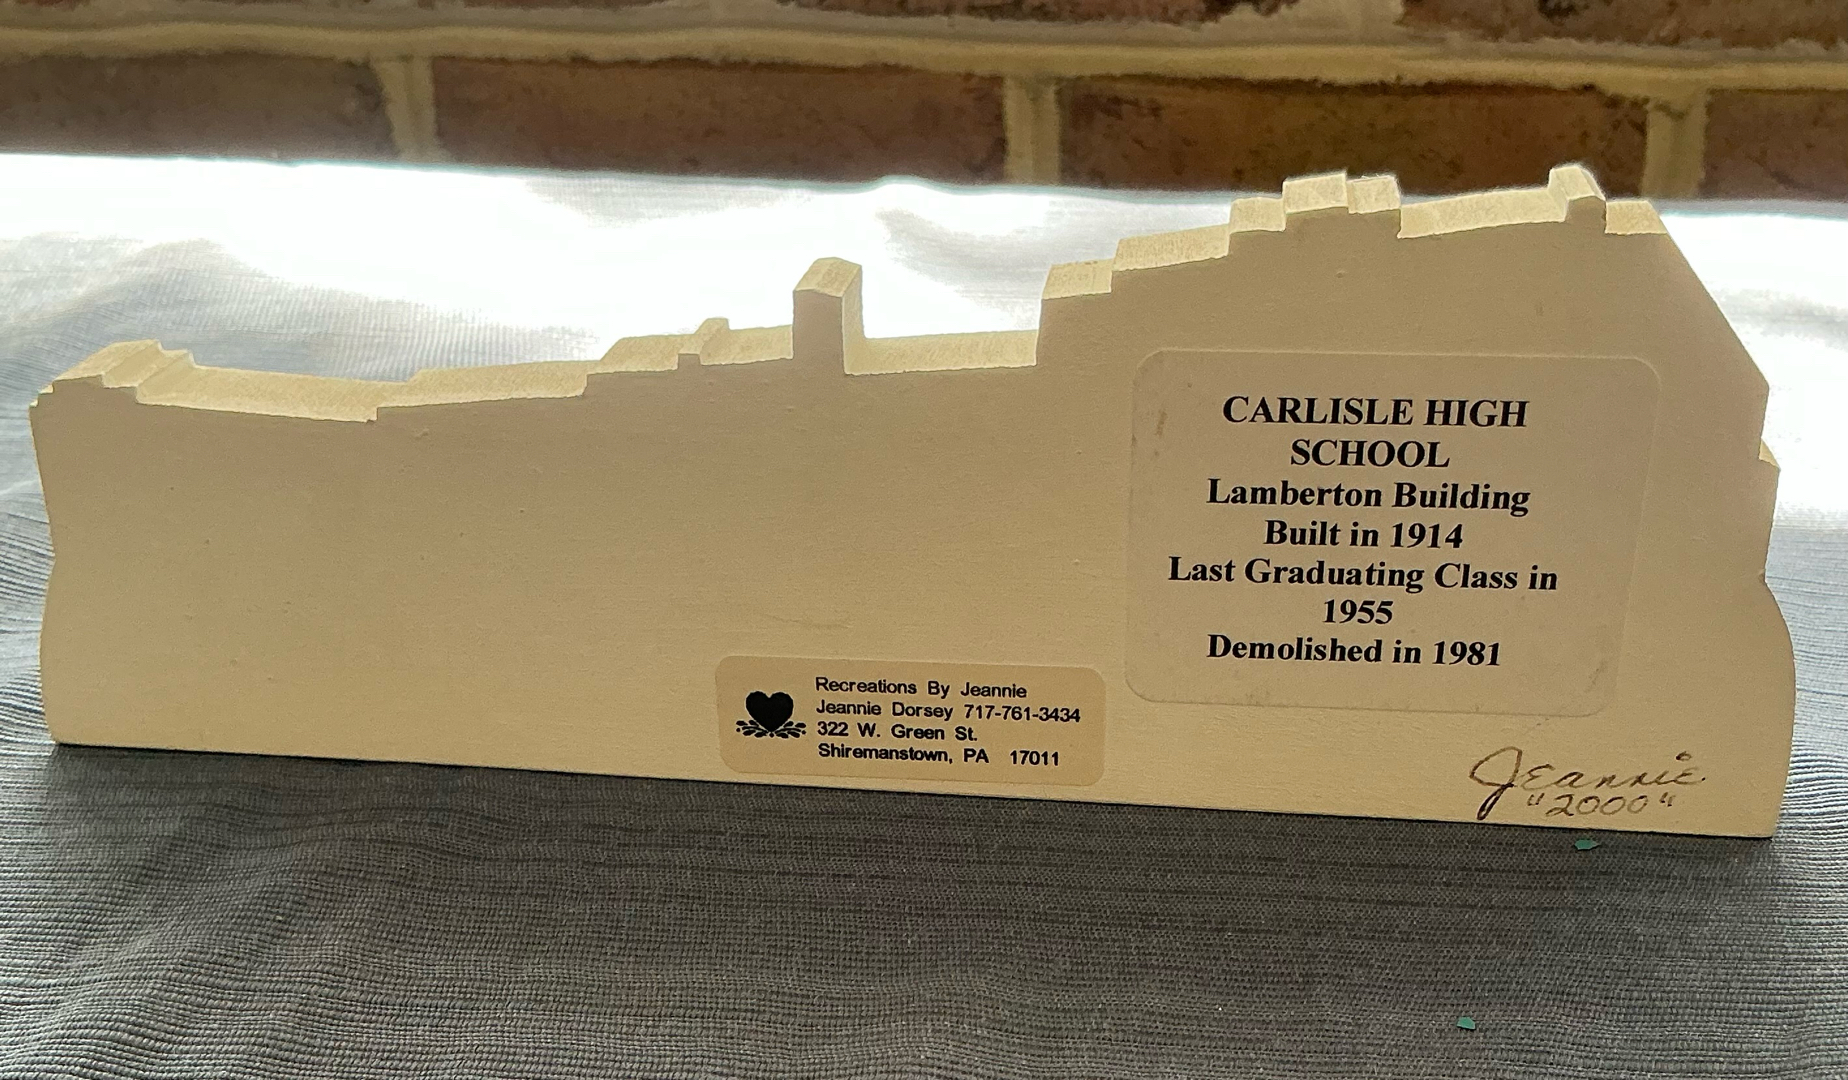 CARLISLE HIGH
SCHOOL
Lamberton Building
Built in 1914
Last Graduating Class in
1955
Demolished in 1981
Recreations By Jeannie
Jeannie Dorsey 717-761-3434
322 W. Green St.
Shiremanstown, PA 17011
Jeannie
"2000"